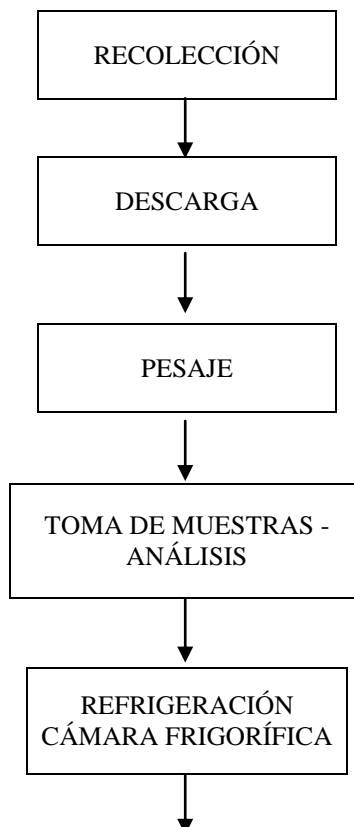 RECOLECCIÓN
DESCARGA
PESAJE
TOMA DE MUESTRAS -
ANÁLISIS
REFRIGERACIÓN
CÁMARA FRIGORÍFICA